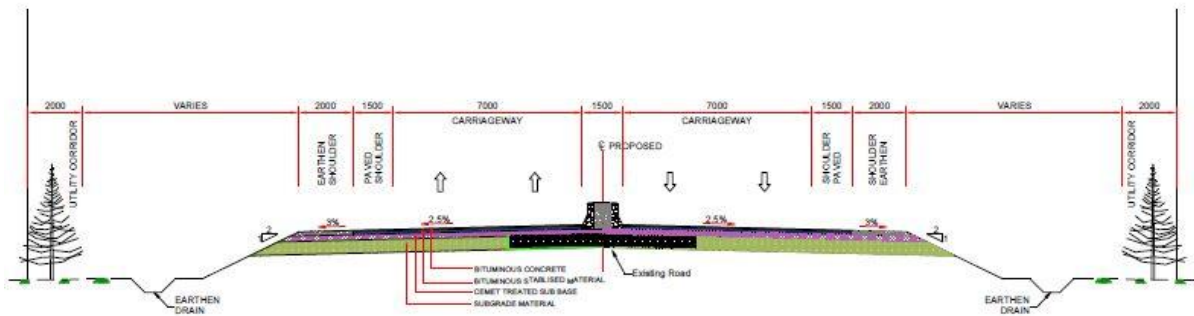 2000
VARIES
2000
1500
7000
1500
7000
1500
2000
VARIES
2000
CARRIAGEWAY
CARRIAGEWAY
UTILITY CORRIDOR
EARTHEN
SHOULDER
PAVED
SHOULDER
℄ PROPOSED
SHOULDER
PAVED
SHOULDER
EARTHEN
UTILITY CORRIDOR
2
1
3%
2.5%
2.5%
3%
2
1
BITUMINOUS CONCRETE
BITUMINOUS STABLISED MATERIAL
CEMET TREATED SUB BASE
SUBGRADE MATERIAL
Existing Road
EARTHEN
DRAIN
EARTHEN
DRAIN